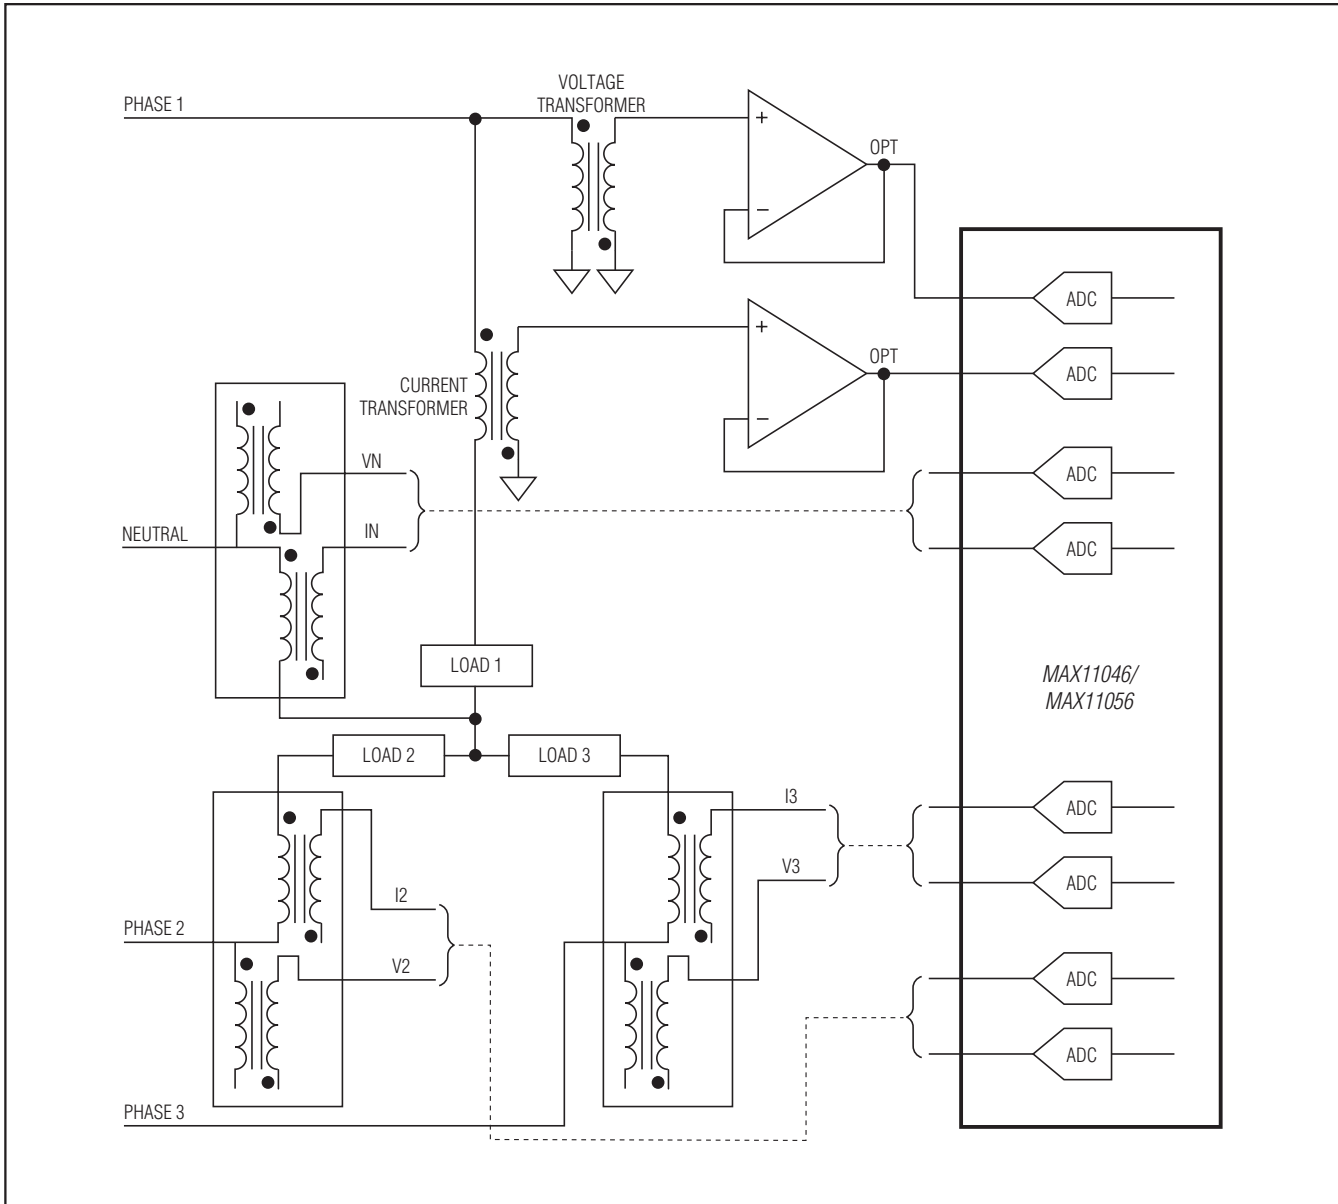 VOLTAGE
TRANSFORMER
PHASE 1
+
OPT
−
ADC
+
OPT
ADC
CURRENT
TRANSFORMER
−
VN
ADC
NEUTRAL
IN
ADC
LOAD 1
MAX11046/
MAX11056
LOAD 2
LOAD 3
I3
ADC
V3
ADC
I2
PHASE 2
V2
ADC
ADC
PHASE 3